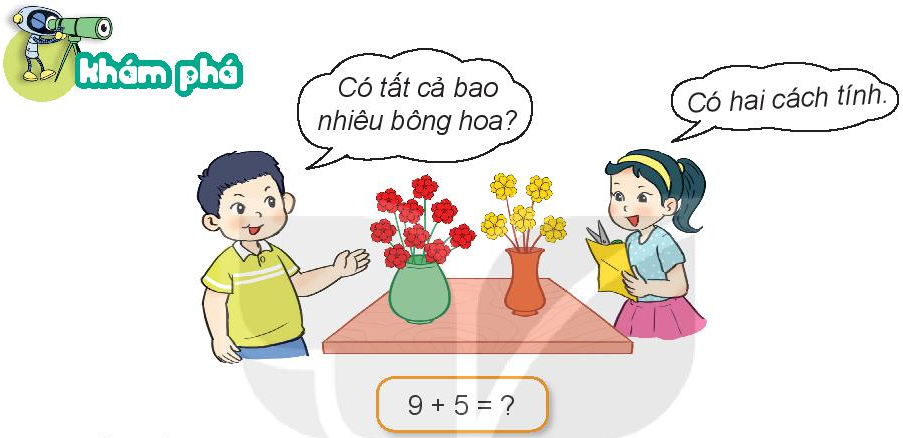 Khám phá
Có tất cả bao
nhiêu bông hoa?
Có hai cách tính.
9 + 5 = ?